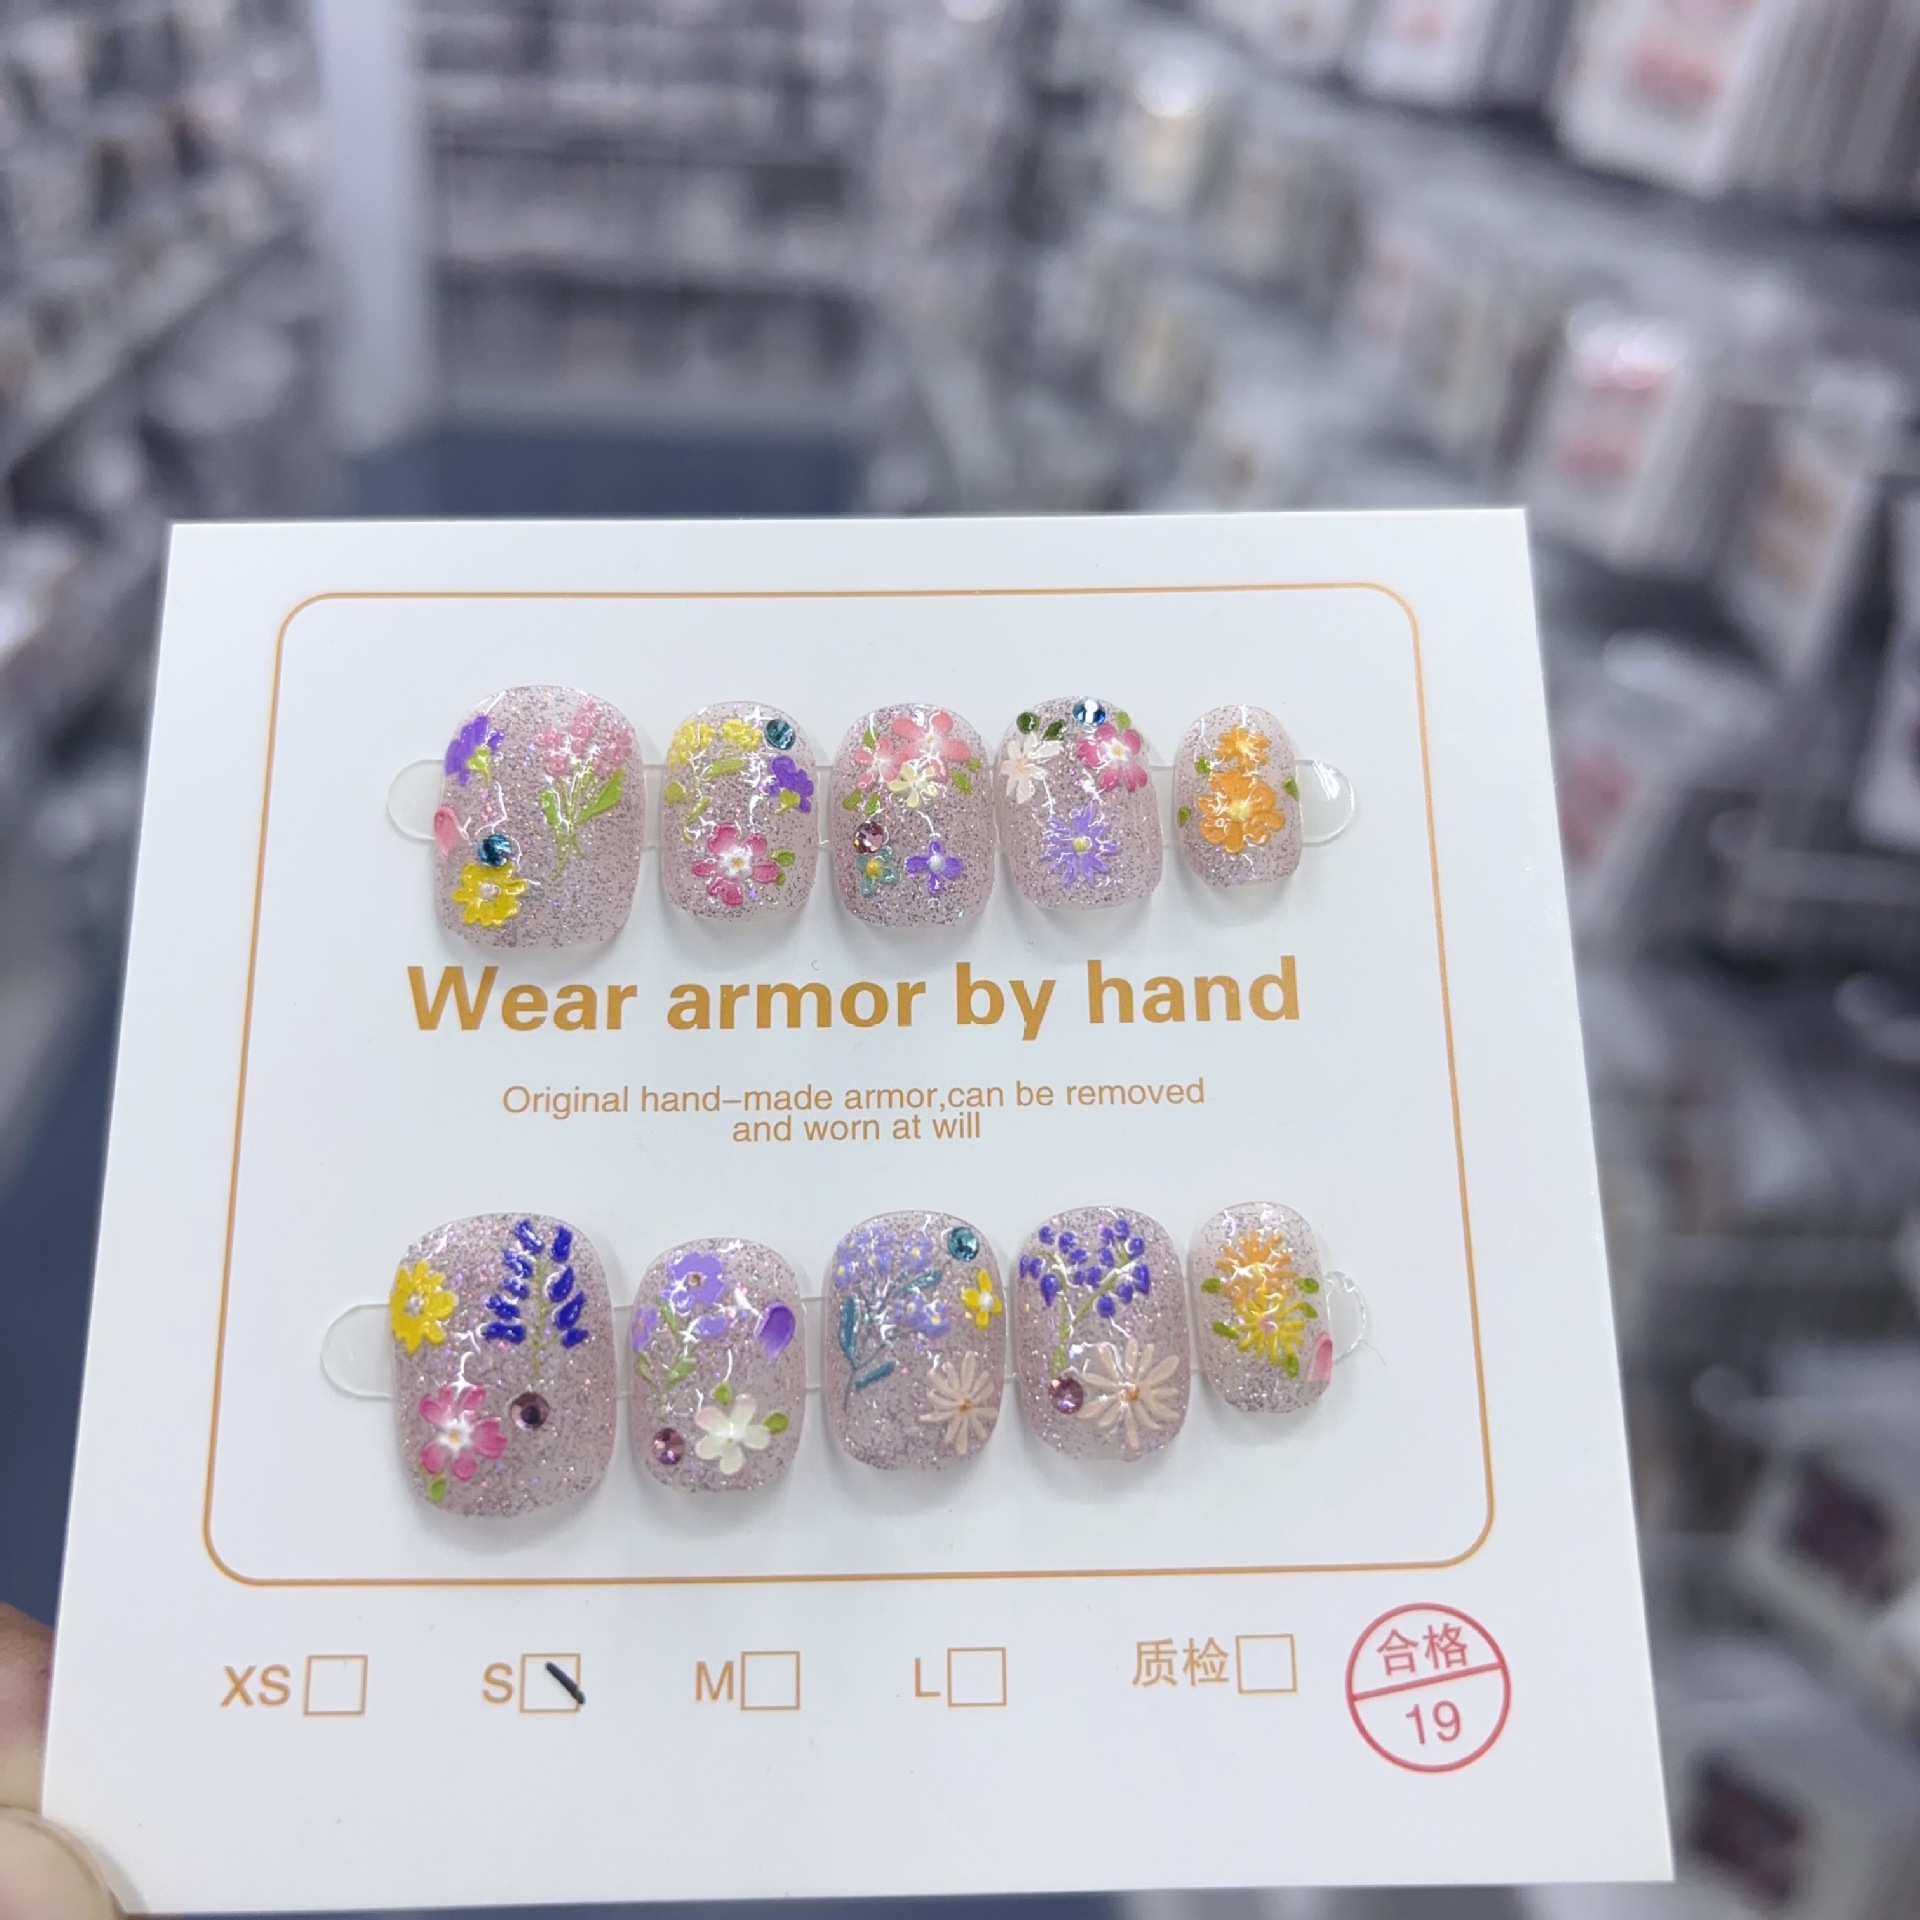 Wear armor by hand
Original hand-made armor,can be removed
and worn at will
XS S M L 质检
合格
19